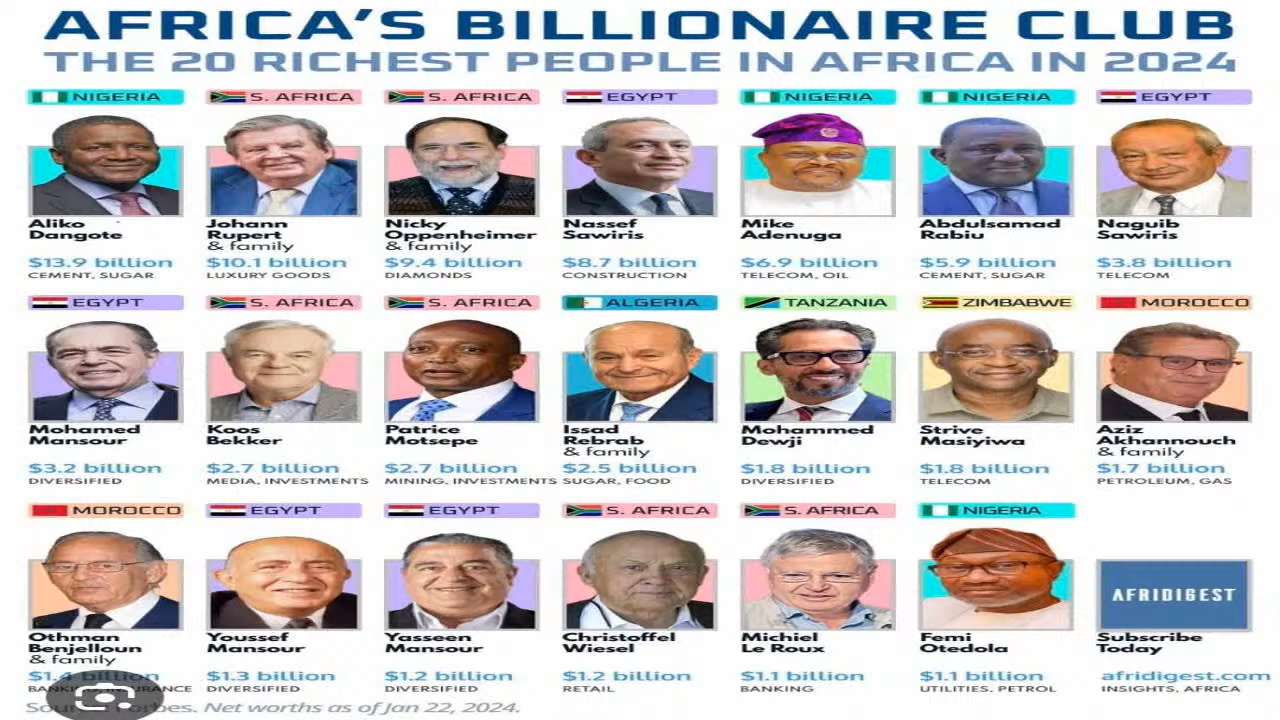 AFRICA'S BILLIONAIRE CLUB
THE 20 RICHEST PEOPLE IN AFRICA IN 2024
NIGERIA
Aliko
Dangote
$13.9 billion
CEMENT, SUGAR
S. AFRICA
Johann
Rupert
& family
$10.1 billion
LUXURY GOODS
S. AFRICA
Nicky
Oppenheimer
& family
$9.4 billion
DIAMONDS
EGYPT
Nassef
Sawiris
$8.7 billion
CONSTRUCTION
NIGERIA
Mike
Adenuga
$6.9 billion
TELECOM, OIL
NIGERIA
Abdulsamad
Rabiu
$5.9 billion
CEMENT, SUGAR
EGYPT
Naguib
Sawiris
$3.8 billion
TELECOM
EGYPT
Mohamed
Mansour
$3.2 billion
DIVERSIFIED
S. AFRICA
Koos
Bekker
$2.7 billion
MEDIA, INVESTMENTS
S. AFRICA
Patrice
Motsepe
$2.7 billion
MINING, INVESTMENTS
ALGERIA
Issad
Rebrab
& family
$2.5 billion
SUGAR, FOOD
TANZANIA
Mohammed
Dewji
$1.8 billion
DIVERSIFIED
ZIMBABWE
Strive
Masiyiwa
$1.8 billion
TELECOM
MOROCCO
Aziz
Akhannouch
& family
$1.7 billion
PETROLEUM, GAS
MOROCCO
Othman
Benjelloun
& family
$1.4 billion
BANKING, INSURANCE
EGYPT
Youssef
Mansour
$1.3 billion
DIVERSIFIED
EGYPT
Yasseen
Mansour
$1.2 billion
DIVERSIFIED
S. AFRICA
Christoffel
Wiesel
$1.2 billion
RETAIL
S. AFRICA
Michiel
Le Roux
$1.1 billion
BANKING
NIGERIA
Femi
Otedola
$1.1 billion
UTILITIES, PETROL
AFRIDIGEST
Subscribe
Today
afridigest.com
INSIGHTS, AFRICA
Forbes. Net worths as of Jan 22, 2024.